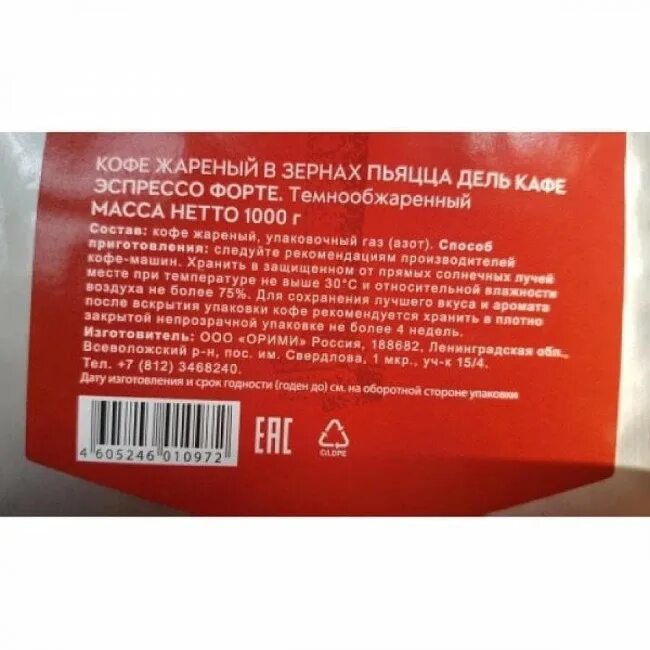 КОФЕ ЖАРЕНЫЙ В ЗЕРНАХ ПЬЯЦЦА ДЕЛЬ КАФЕ
ЭСПРЕССО ФОРТЕ. Темнообжаренный
МАССА НЕТТО 1000 г
Состав: кофе жареный, упаковочный газ (азот). Способ
приготовления: следуйте рекомендациям производителей
кофе-машин. Хранить в защищенном от прямых солнечных лучей
месте при температуре не выше 30°С и относительной влажности
воздуха не более 75%. Для сохранения лучшего вкуса и аромата
после вскрытия упаковки кофе рекомендуется хранить в плотно
закрытой непрозрачной упаковке не более 4 недель.
Изготовитель: ООО «ОРИМИ» Россия, 188682, Ленинградская обл.,
Всеволожский р-н, пос. им. Свердлова, 1 мкр., уч-к 15/4.
Тел. +7 (812) 3468240.
Дату изготовления и срок годности (годен до) см. на оборотной стороне упаковки
4 605246 010972
EAC
C/LDPE